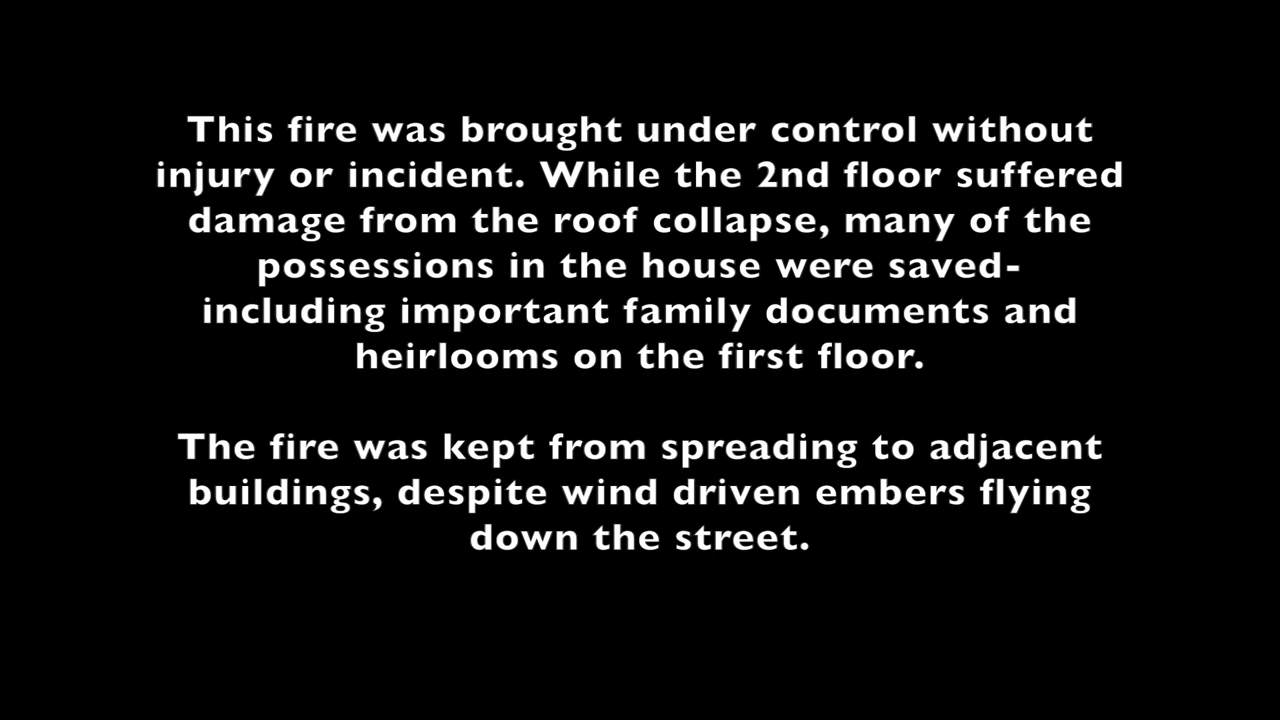 This fire was brought under control without
injury or incident. While the 2nd floor suffered
damage from the roof collapse, many of the
possessions in the house were saved-
including important family documents and
heirlooms on the first floor.
The fire was kept from spreading to adjacent
buildings, despite wind driven embers flying
down the street.